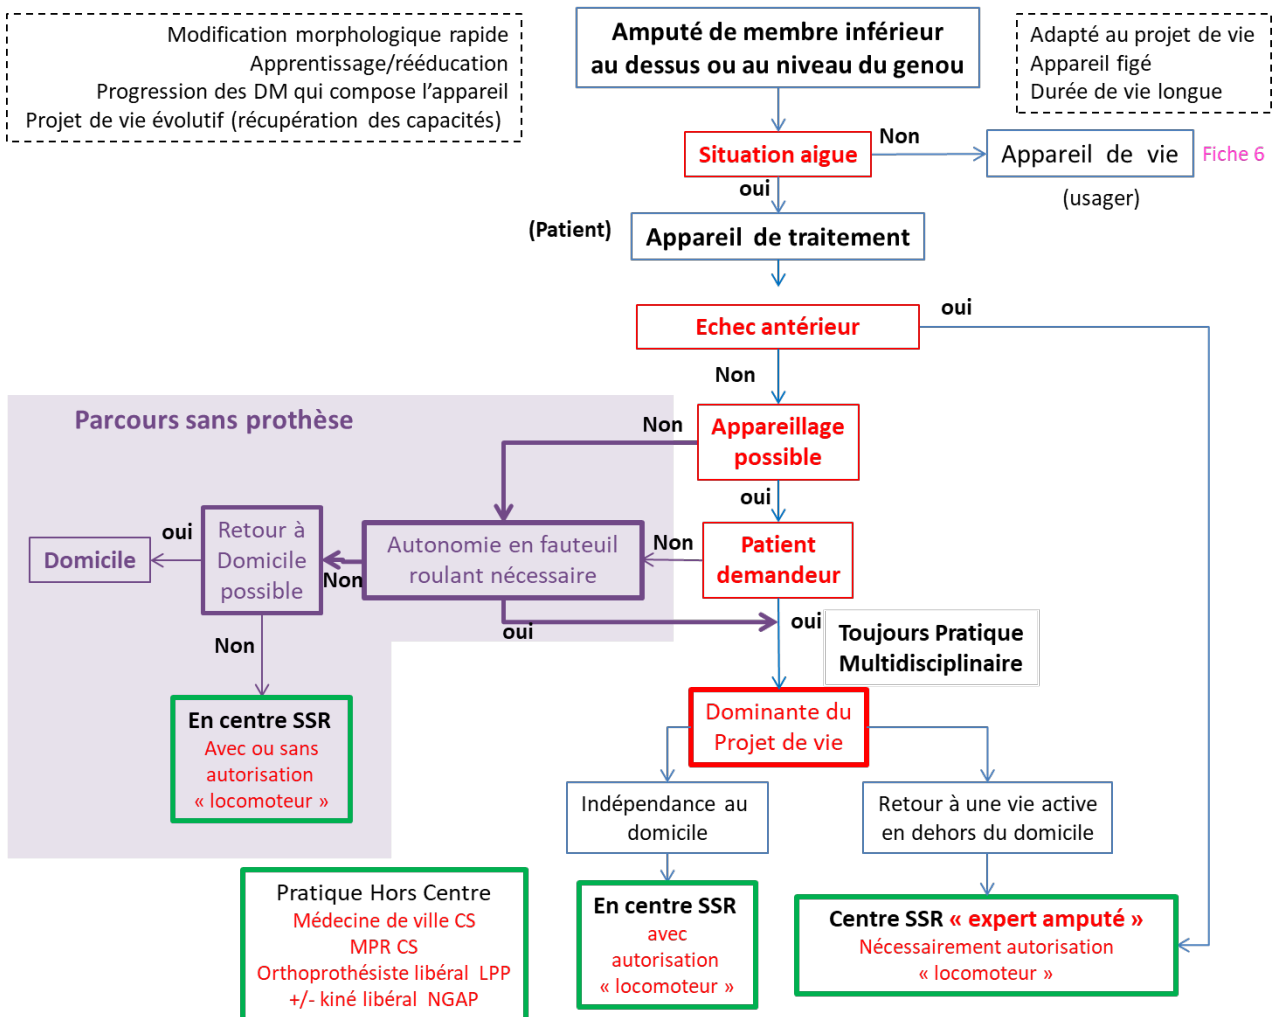 Modification morphologique rapide
Apprentissage/rééducation
Progression des DM qui compose l'appareil
Projet de vie évolutif (récupération des capacités)
Amputé de membre inférieur
au dessus ou au niveau du genou
Adapté au projet de vie
Appareil figé
Durée de vie longue
Situation aigue
Non
Appareil de vie
Fiche 6
(usager)
oui
(Patient)
Appareil de traitement
Echec antérieur
oui
Non
Parcours sans prothèse
Non
Appareillage
possible
oui
Domicile
oui
Retour à
Domicile
possible
Non
Autonomie en fauteuil
roulant nécessaire
Non
Patient
demandeur
oui
oui
Toujours Pratique
Multidisciplinaire
Non
En centre SSR
Avec ou sans
autorisation
« locomoteur »
Dominante du
Projet de vie
Indépendance au
domicile
Retour à une vie active
en dehors du domicile
Pratique Hors Centre
Médecine de ville CS
MPR CS
Orthoprothésiste libéral LPP
+/- kiné libéral NGAP
En centre SSR
avec
autorisation
« locomoteur »
Centre SSR « expert amputé »
Nécessairement autorisation
« locomoteur »